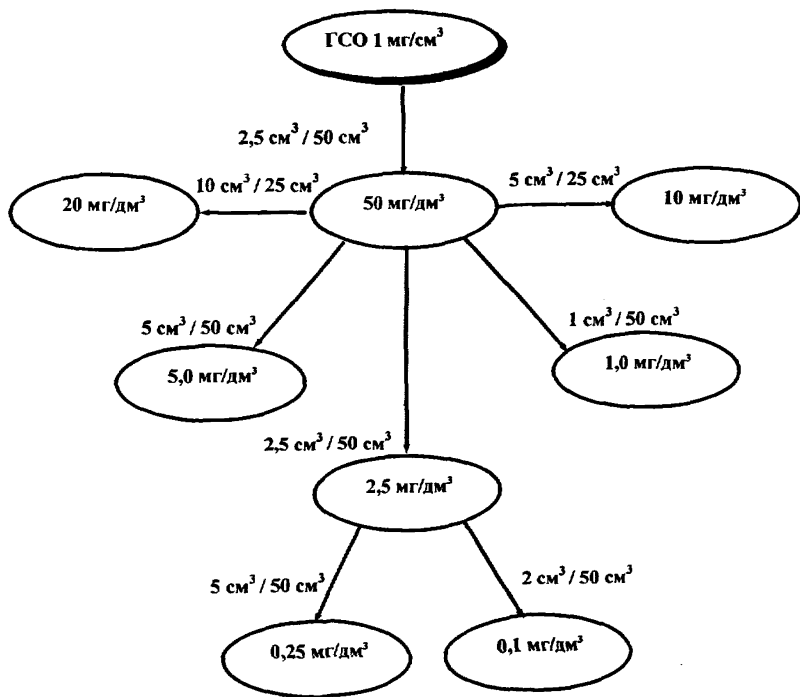 ГСО 1 мг/см³
2,5 см³ / 50 см³
20 мг/дм³
10 см³ / 25 см³
50 мг/дм³
5 см³ / 25 см³
10 мг/дм³
5 см³ / 50 см³
1 см³ / 50 см³
5,0 мг/дм³
1,0 мг/дм³
2,5 см³ / 50 см³
2,5 мг/дм³
5 см³ / 50 см³
2 см³ / 50 см³
0,25 мг/дм³
0,1 мг/дм³